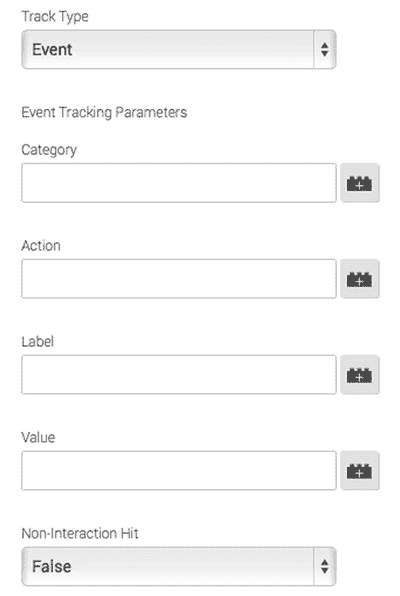 Track Type
Event
Event Tracking Parameters
Category
Action
Label
Value
Non-Interaction Hit
False